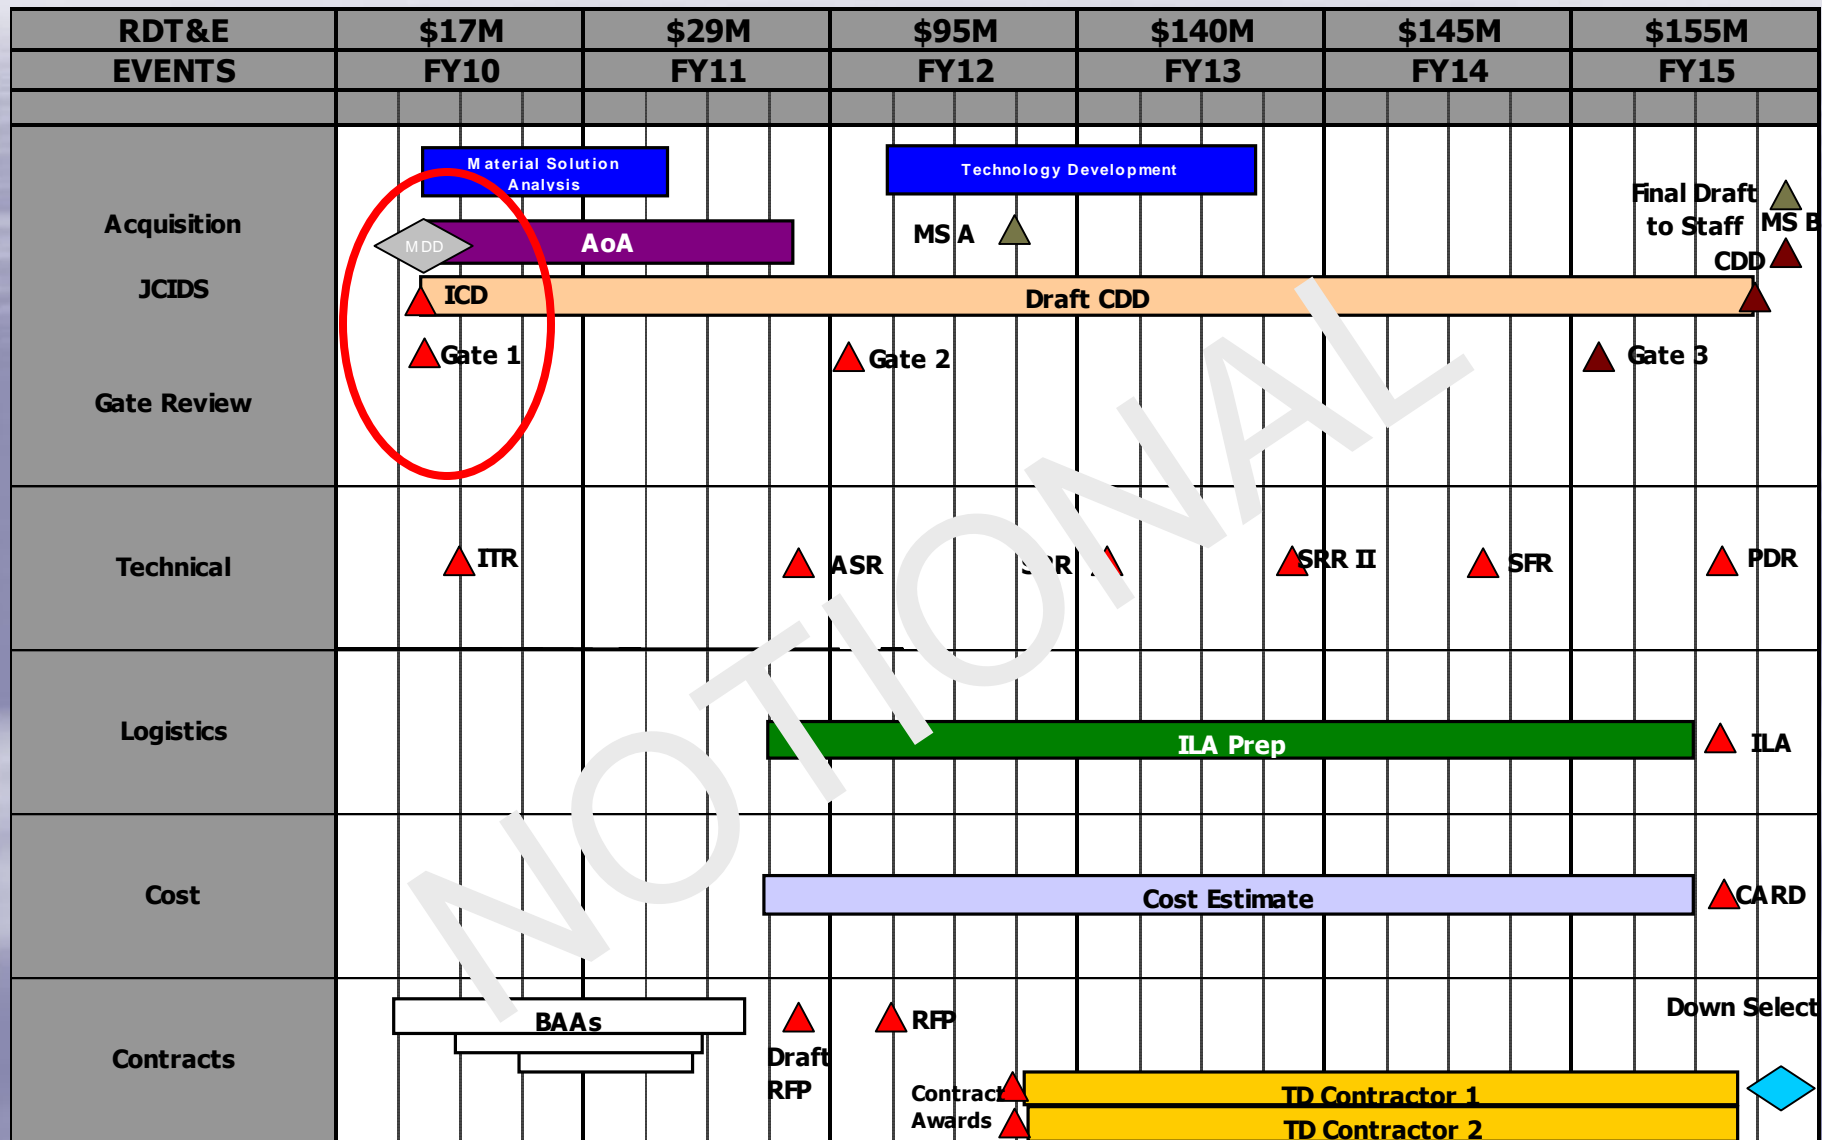 RDT&E $17M $29M $95M $140M $145M $155M
EVENTS FY10 FY11 FY12 FY13 FY14 FY15
Material Solution
Analysis
Technology Development
Final Draft
to Staff
MS B
Acquisition
MDD
AoA
MS A
CDD
JCIDS
ICD
Draft CDD
Gate 1
Gate 2
Gate 3
Gate Review
Technical
ITR
ASR
SRR II
SFR
PDR
Logistics
ILA Prep
ILA
Cost
Cost Estimate
CARD
Contracts
BAAs
Draft
RFP
RFP
Down Select
Contract
Awards
TD Contractor 1
TD Contractor 2
NOTIONAL